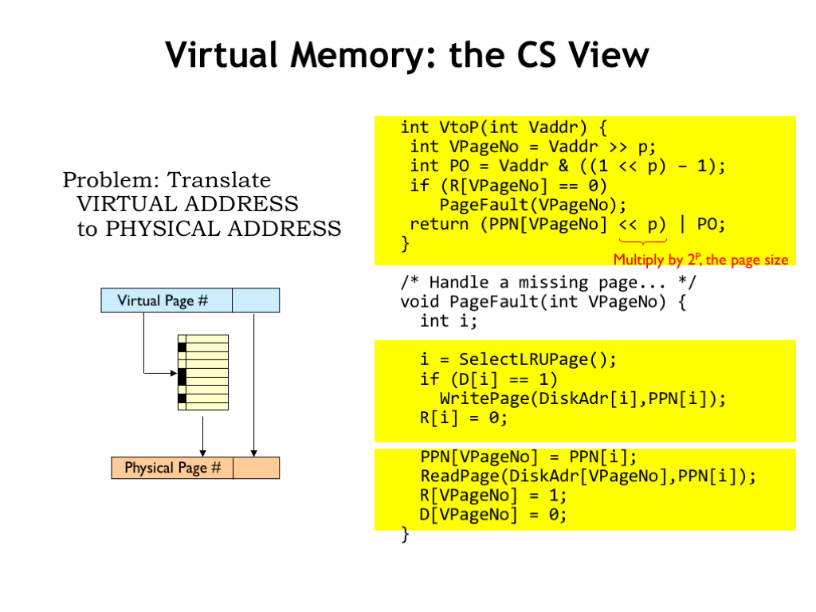 Virtual Memory: the CS View
Problem: Translate
VIRTUAL ADDRESS
to PHYSICAL ADDRESS
Virtual Page #
Physical Page #
int VtoP(int Vaddr) {
int VPageNo = Vaddr >> p;
int PO = Vaddr & ((1 << p) – 1);
if (R[VPageNo] == 0)
PageFault(VPageNo);
return (PPN[VPageNo] << p) | PO;
}
Multiply by 2ᴾ, the page size
/* Handle a missing page... */
void PageFault(int VPageNo) {
int i;
i = SelectLRUPage();
if (D[i] == 1)
WritePage(DiskAdr[i],PPN[i]);
R[i] = 0;
PPN[VPageNo] = PPN[i];
ReadPage(DiskAdr[VPageNo],PPN[i]);
R[VPageNo] = 1;
D[VPageNo] = 0;
}